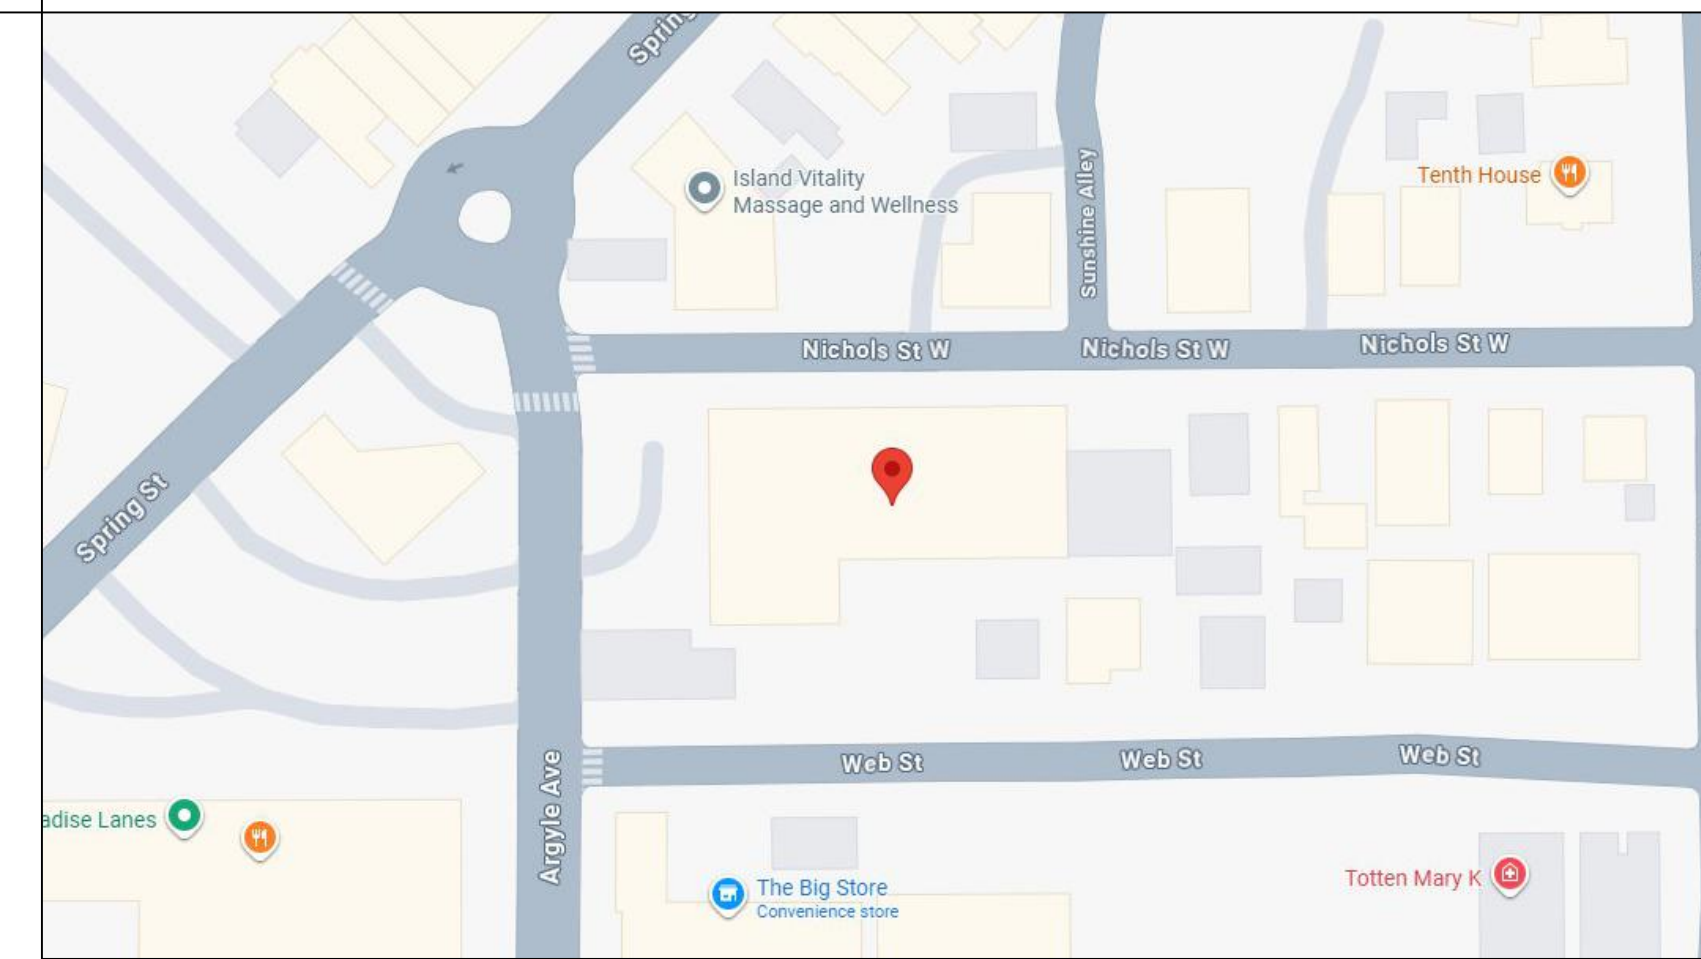 Spring
Island Vitality
Massage and Wellness
Sunshine Alley
Tenth House
Nichols St W
Nichols St W
Nichols St W
Spring St
Web St
Web St
Web St
Argyle Ave
adise Lanes
The Big Store
Convenience store
Totten Mary K